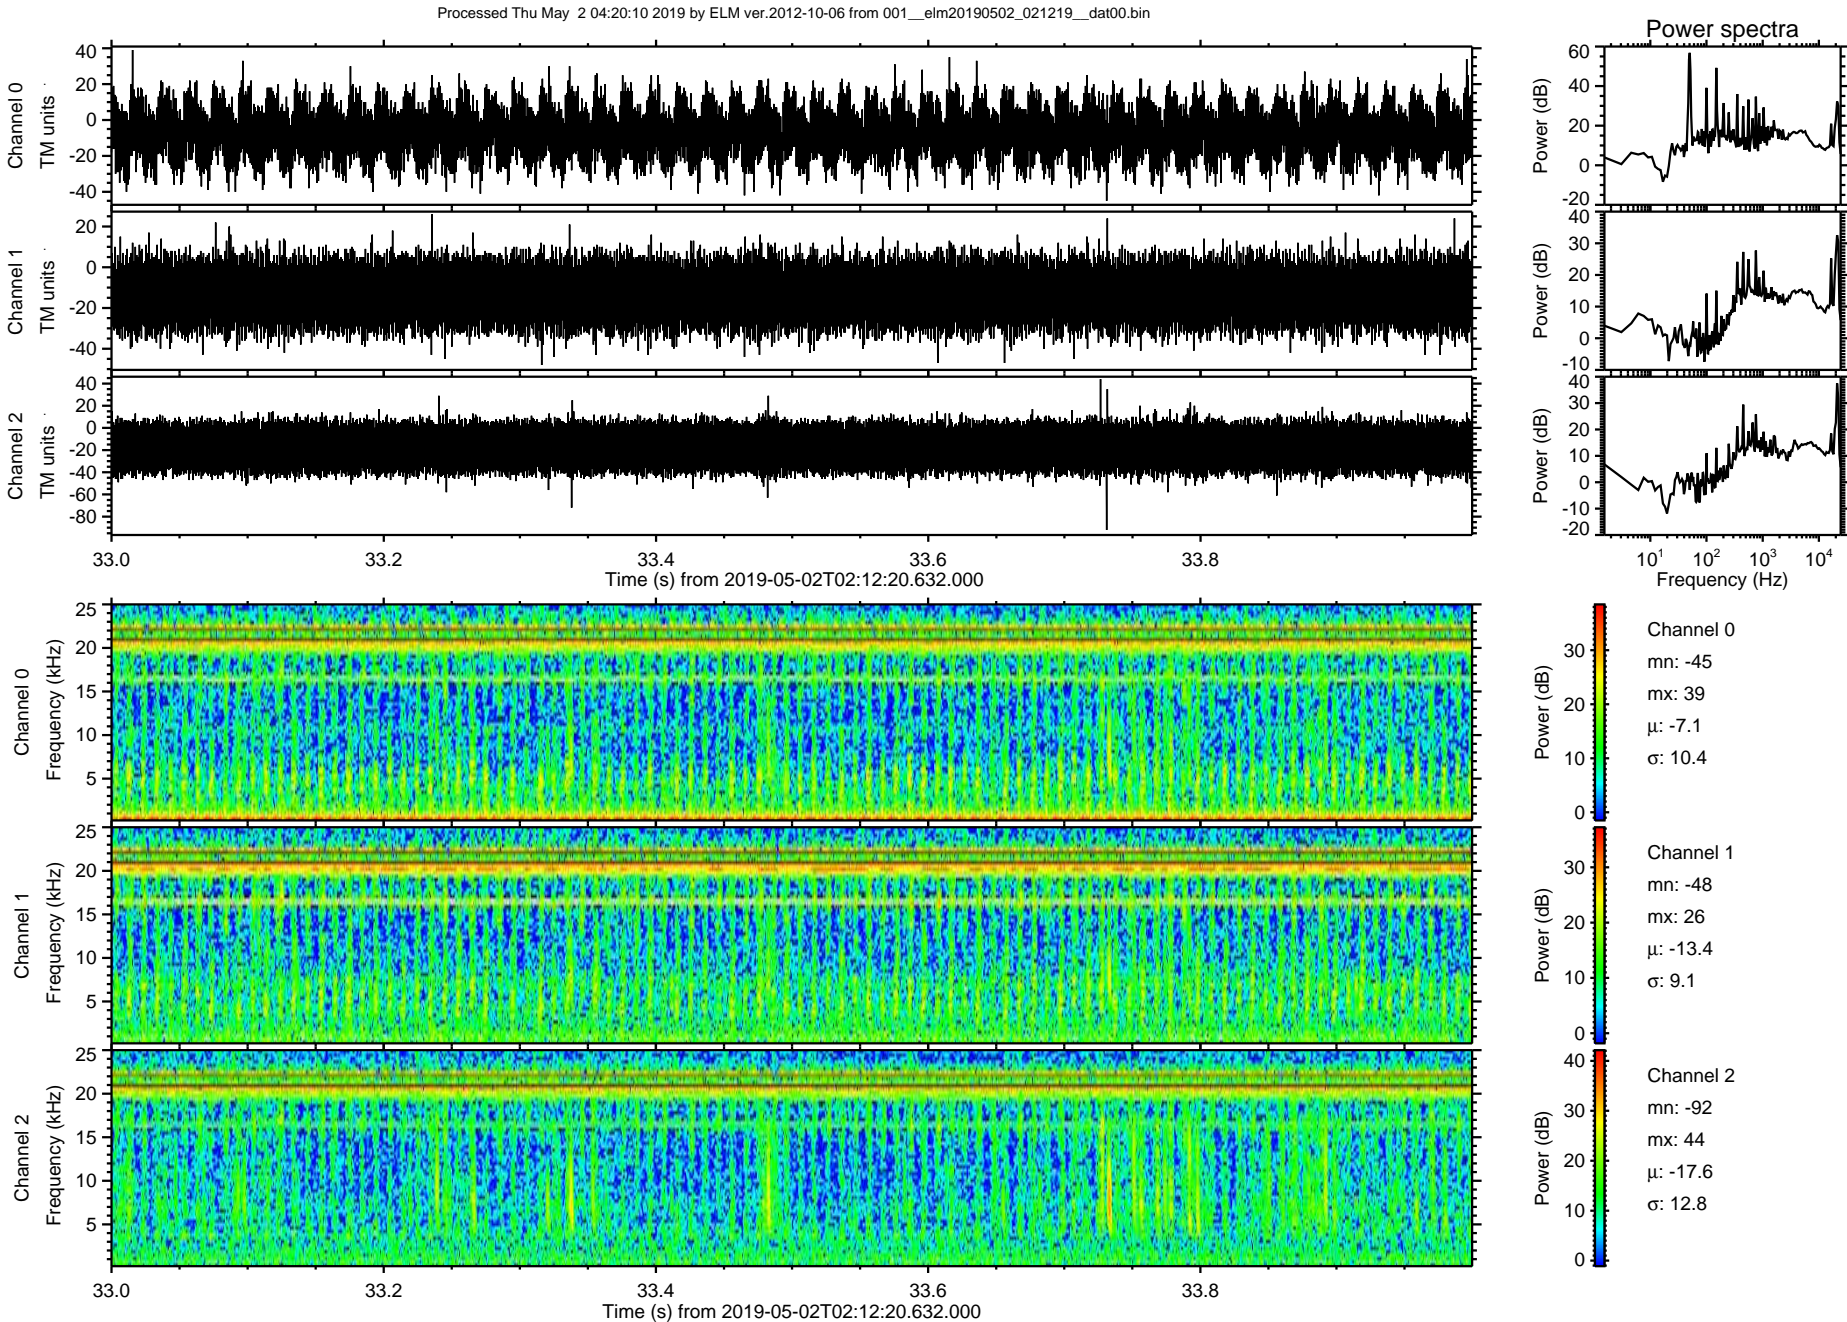 Processed Thu May  2 04:20:10 2019 by ELM ver.2012-10-06 from 001__elm20190502_021219__dat00.bin
Power spectra
Channel 0
TM units
40
20
0
-20
-40
Power (dB)
60
40
20
0
-20
Channel 1
TM units
20
0
-20
-40
Power (dB)
40
30
20
10
0
-10
Channel 2
TM units
40
20
0
-20
-40
-60
-80
Power (dB)
40
30
20
10
0
-10
-20
33.0 33.2 33.4 33.6 33.8
Time (s) from 2019-05-02T02:12:20.632.000
10^1 10^2 10^3 10^4
Frequency (Hz)
Channel 0
Frequency (kHz)
25
20
15
10
5
Power (dB)
30
20
10
0
Channel 0
mn: -45
mx: 39
μ: -7.1
σ: 10.4
Channel 1
Frequency (kHz)
25
20
15
10
5
Power (dB)
30
20
10
0
Channel 1
mn: -48
mx: 26
μ: -13.4
σ: 9.1
Channel 2
Frequency (kHz)
25
20
15
10
5
Power (dB)
40
30
20
10
0
Channel 2
mn: -92
mx: 44
μ: -17.6
σ: 12.8
33.0 33.2 33.4 33.6 33.8
Time (s) from 2019-05-02T02:12:20.632.000